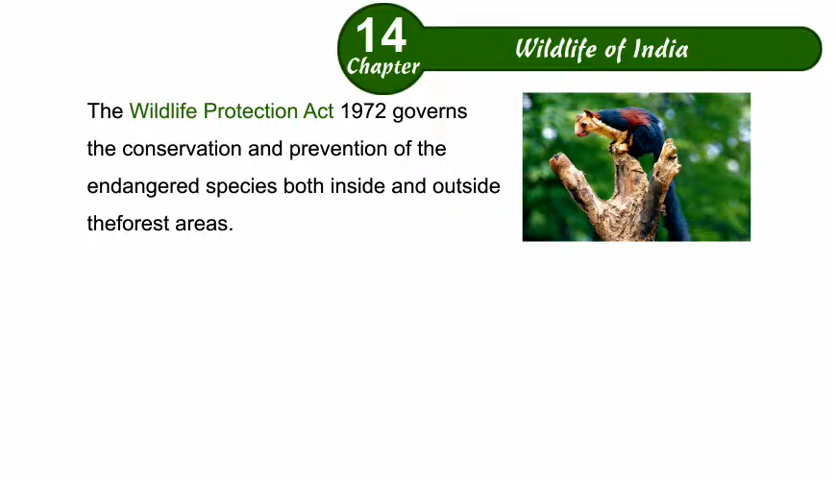 14
Chapter
Wildlife of India
The Wildlife Protection Act 1972 governs
the conservation and prevention of the
endangered species both inside and outside
theforest areas.